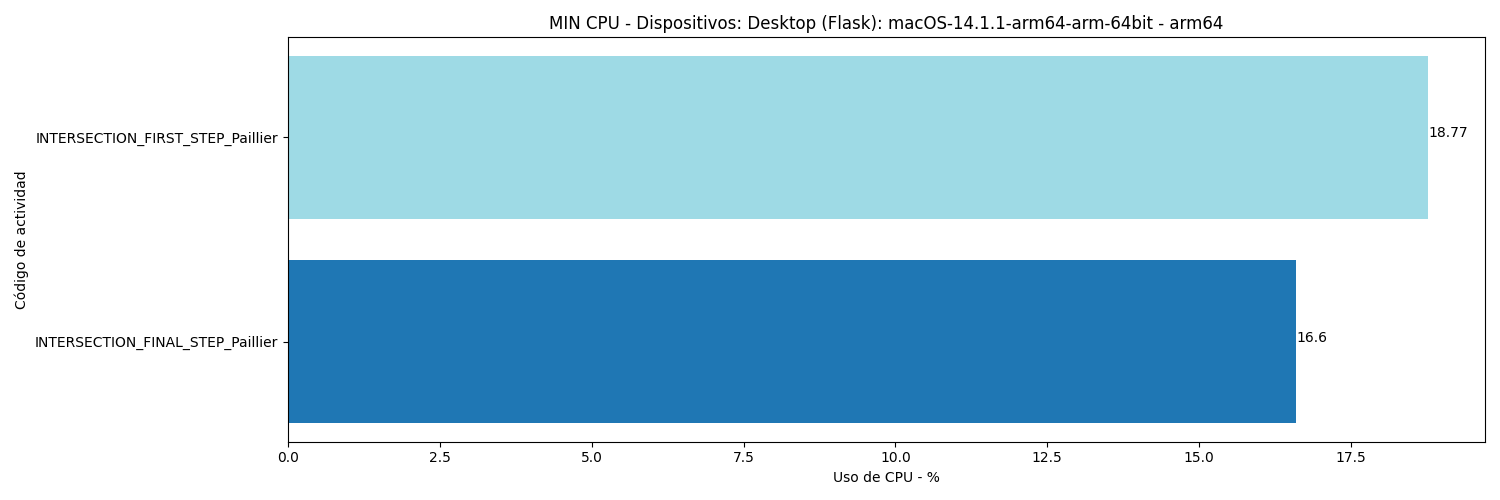 MIN CPU - Dispositivos: Desktop (Flask): macOS-14.1.1-arm64-arm-64bit - arm64
Código de actividad
INTERSECTION_FIRST_STEP_Paillier
18.77
INTERSECTION_FINAL_STEP_Paillier
16.6
0.0 2.5 5.0 7.5 10.0 12.5 15.0 17.5
Uso de CPU - %